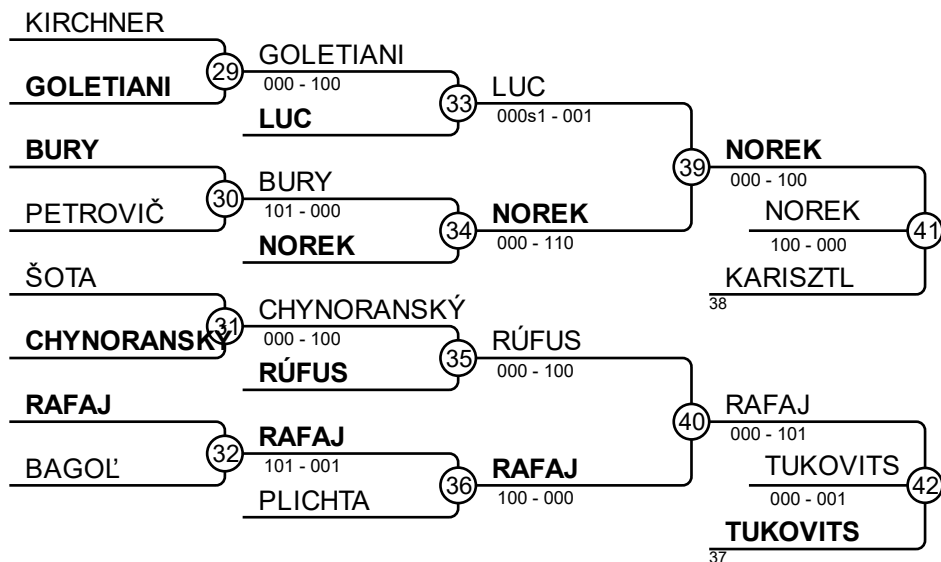 KIRCHNER
29
GOLETIANI
000 - 100
GOLETIANI
33
LUC
000s1 - 001
LUC
BURY
39
NOREK
000 - 100
30
BURY
101 - 000
PETROVIČ
34
NOREK
000 - 110
NOREK
NOREK
100 - 000
41
ŠOTA
KARISZTL
38
31
CHYNORANSKÝ
000 - 100
CHYNORANSKÝ
35
RÚFUS
000 - 100
RÚFUS
RAFAJ
40
RAFAJ
000 - 101
32
RAFAJ
101 - 001
BAGOĽ
36
RAFAJ
100 - 000
PLICHTA
TUKOVITS
000 - 001
42
TUKOVITS
37